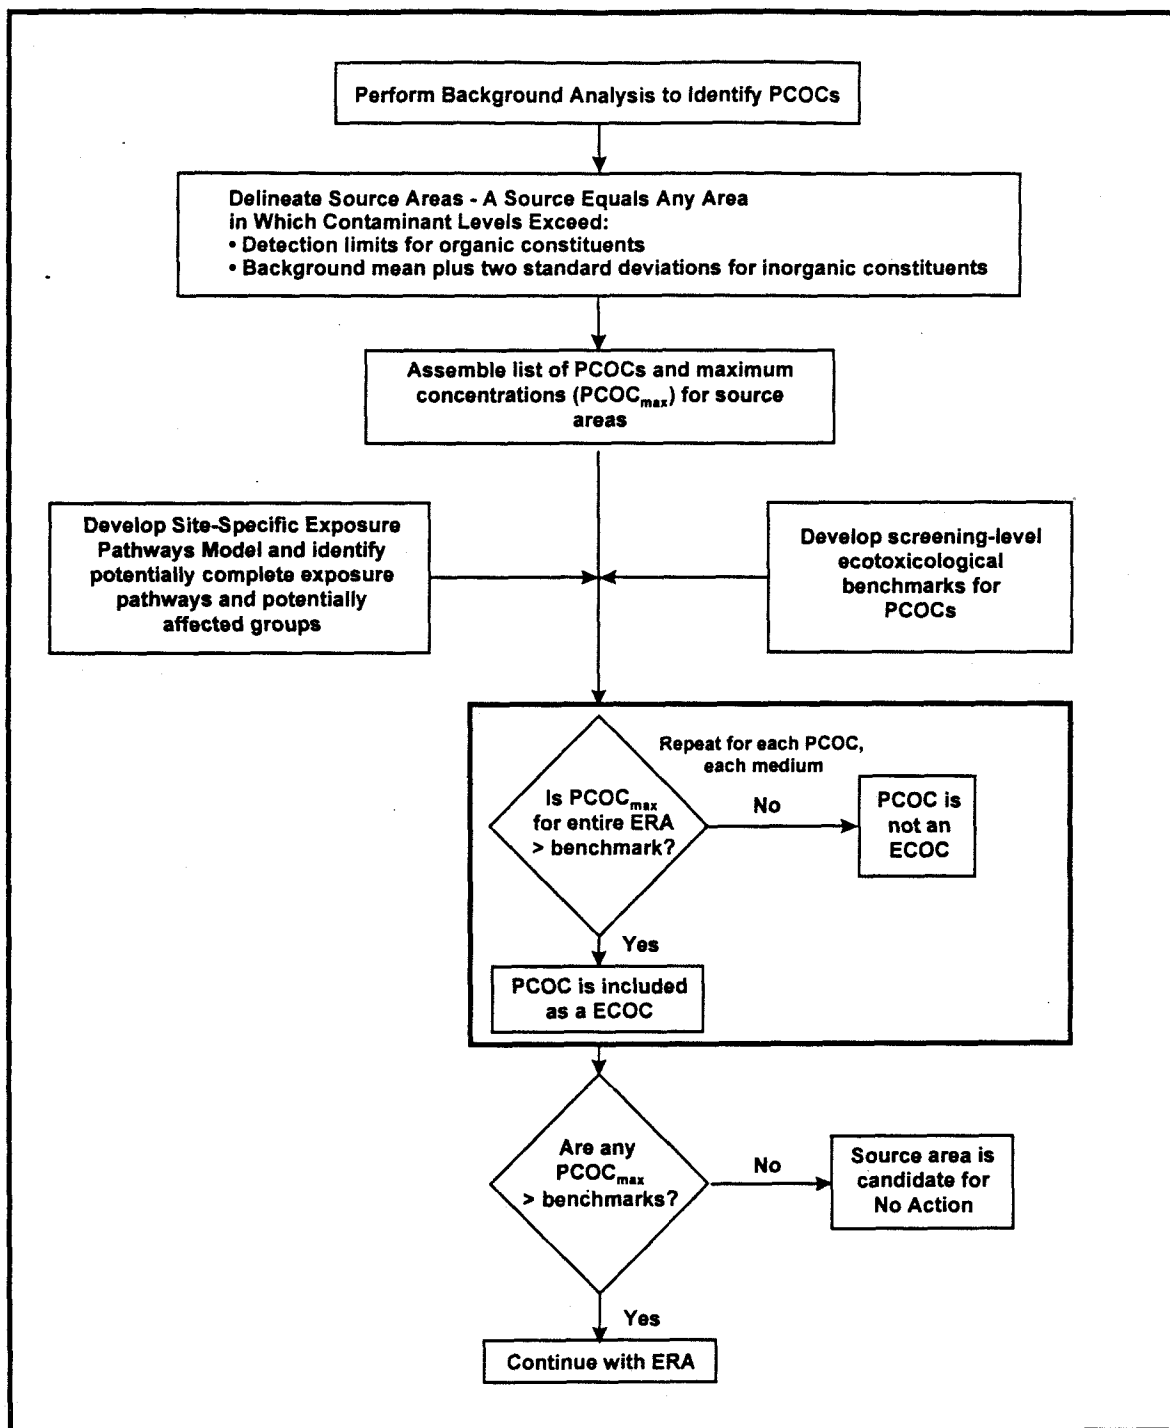 Perform Background Analysis to Identify PCOCs
Delineate Source Areas - A Source Equals Any Area
in Which Contaminant Levels Exceed:
• Detection limits for organic constituents
• Background mean plus two standard deviations for inorganic constituents
Assemble list of PCOCs and maximum
concentrations (PCOCmax) for source
areas
Develop Site-Specific Exposure
Pathways Model and identify
potentially complete exposure
pathways and potentially
affected groups
Develop screening-level
ecotoxicological
benchmarks for
PCOCs
Repeat for each PCOC,
each medium
Is PCOCmax
for entire ERA
> benchmark?
No
PCOC is
not an
ECOC
Yes
PCOC is included
as a ECOC
Are any
PCOCmax
> benchmarks?
No
Source area is
candidate for
No Action
Yes
Continue with ERA